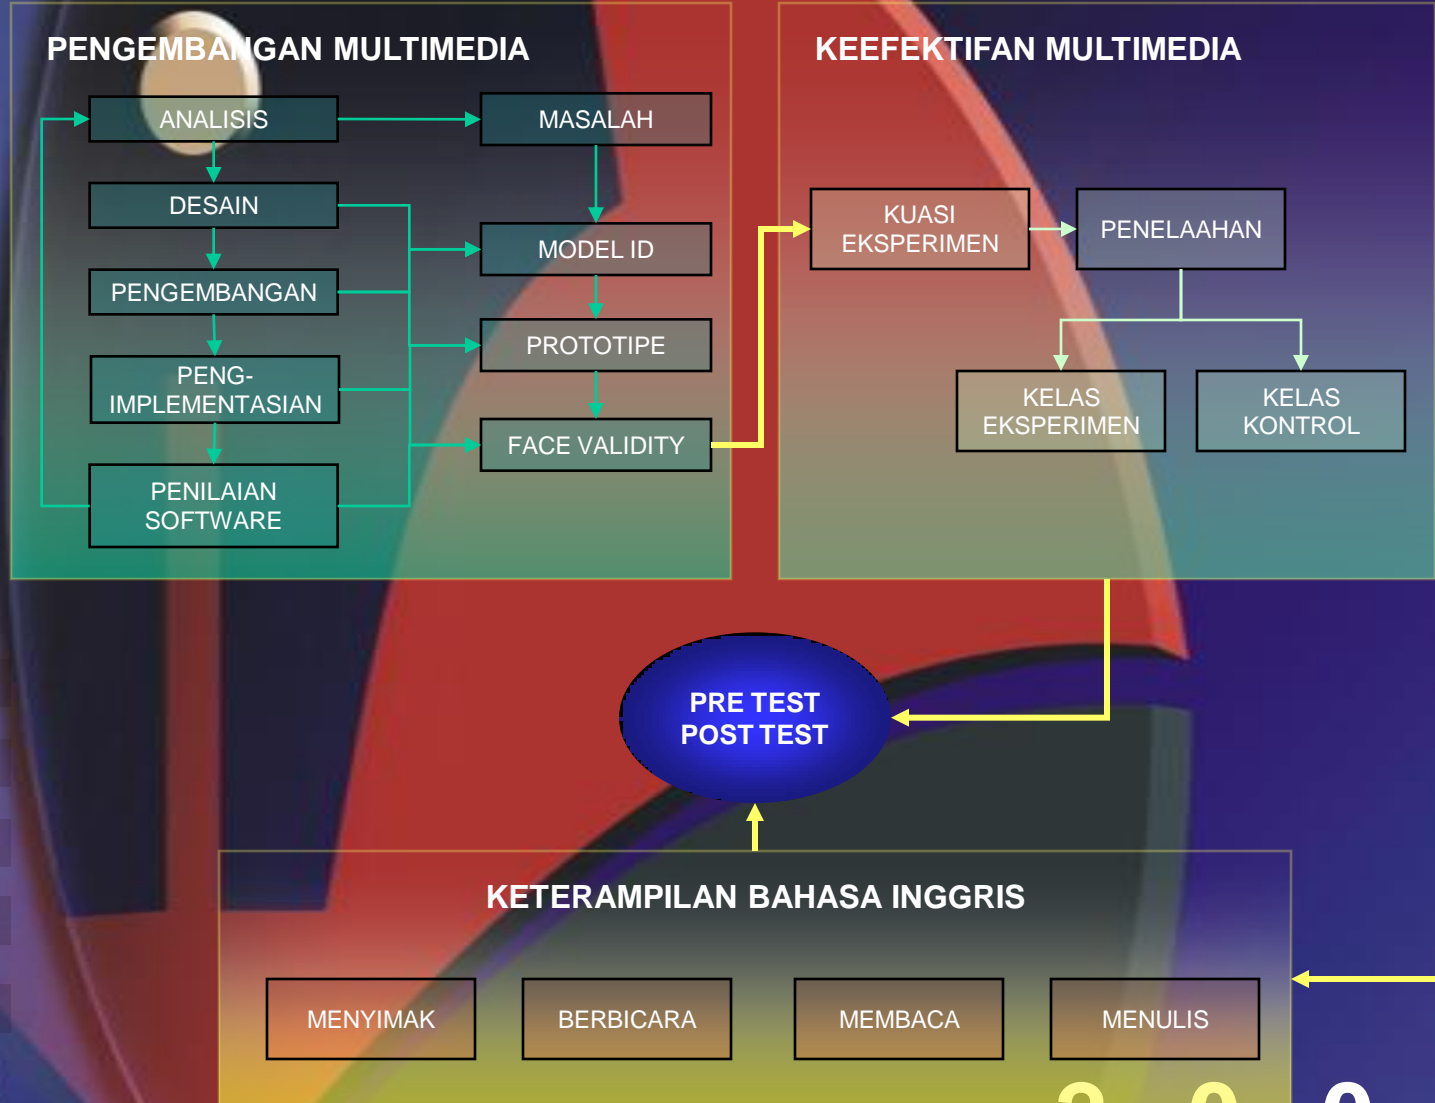 PENGEMBANGAN MULTIMEDIA
ANALISIS
MASALAH
DESAIN
MODEL ID
PENGEMBANGAN
PROTOTIPE
PENG-
IMPLEMENTASIAN
FACE VALIDITY
PENILAIAN
SOFTWARE
KEEFEKTIFAN MULTIMEDIA
KUASI
EKSPERIMEN
PENELAAHAN
KELAS
EKSPERIMEN
KELAS
KONTROL
PRE TEST
POST TEST
KETERAMPILAN BAHASA INGGRIS
MENYIMAK
BERBICARA
MEMBACA
MENULIS